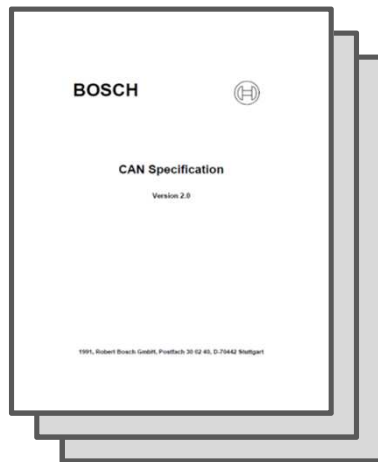 BOSCH
CAN Specification
Version 2.0
1991, Robert Bosch GmbH, Postfach 30 02 40, D-70442 Stuttgart